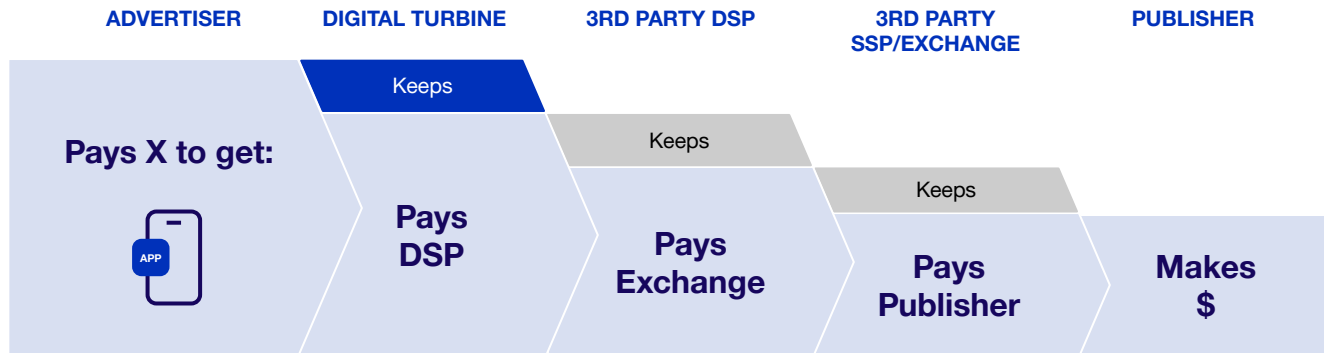 ADVERTISER
DIGITAL TURBINE
3RD PARTY DSP
3RD PARTY
SSP/EXCHANGE
PUBLISHER
Keeps
Keeps
Keeps
Pays X to get:
APP
Pays
DSP
Pays
Exchange
Pays
Publisher
Makes
$